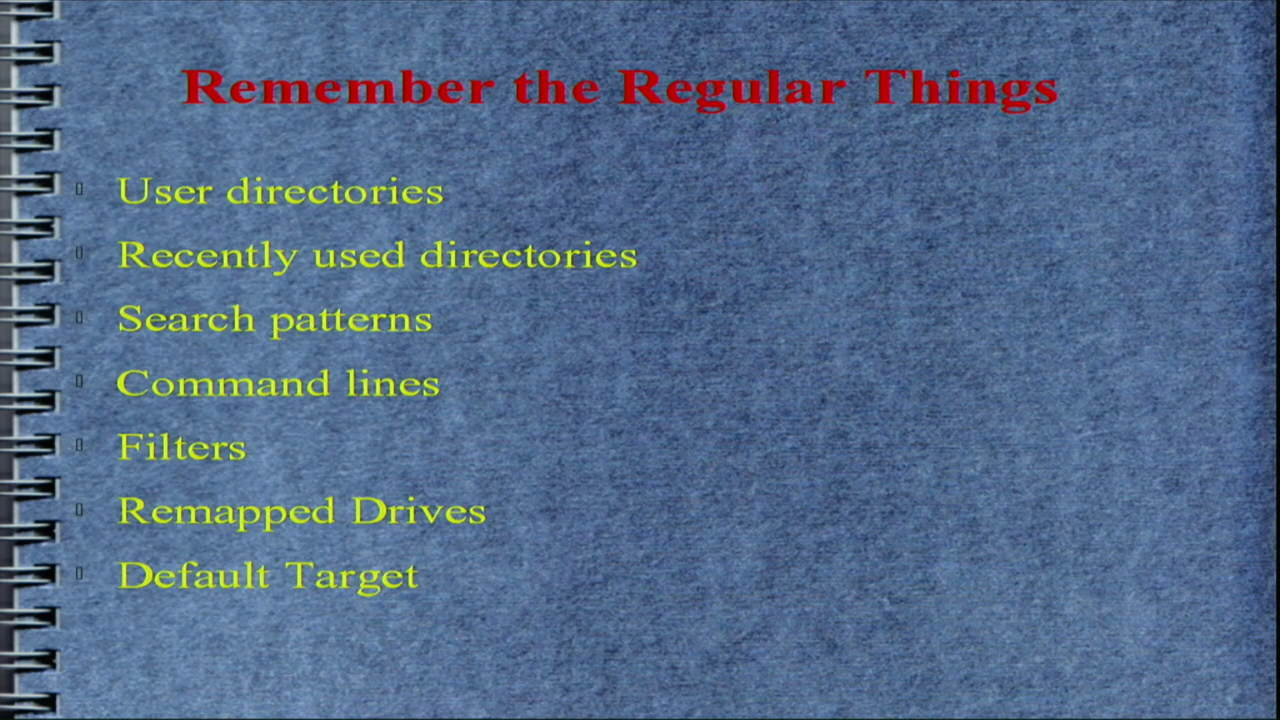 Remember the Regular Things
User directories
Recently used directories
Search patterns
Command lines
Filters
Remapped Drives
Default Target